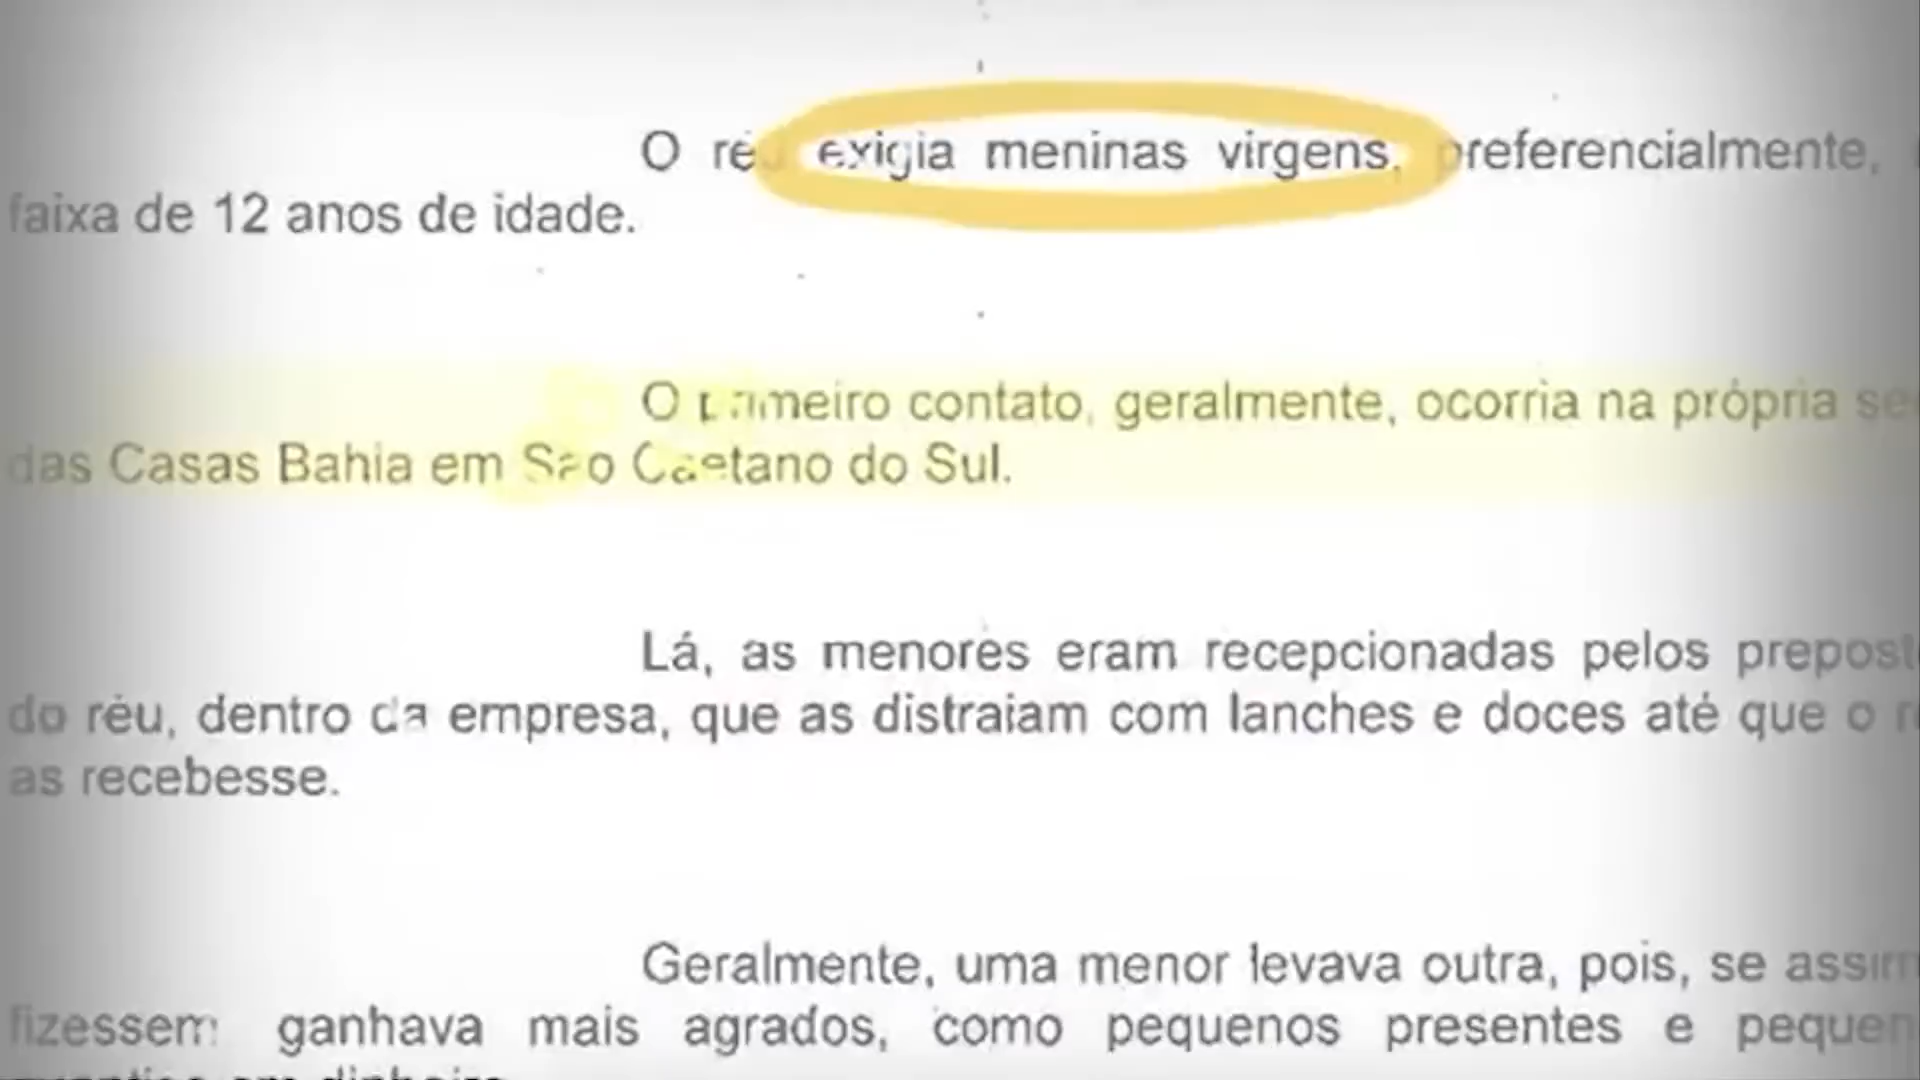 O réu exigia meninas virgens, preferencialmente,
faixa de 12 anos de idade.
O primeiro contato, geralmente, ocorria na própria
das Casas Bahia em São Caetano do Sul.
Lá, as menores eram recepcionadas pelos
do réu, dentro da empresa, que as distraiam com lanches e doces até que o
as recebesse.
Geralmente, uma menor levava outra, pois, se
fizessem ganhava mais agrados, como pequenos presentes e